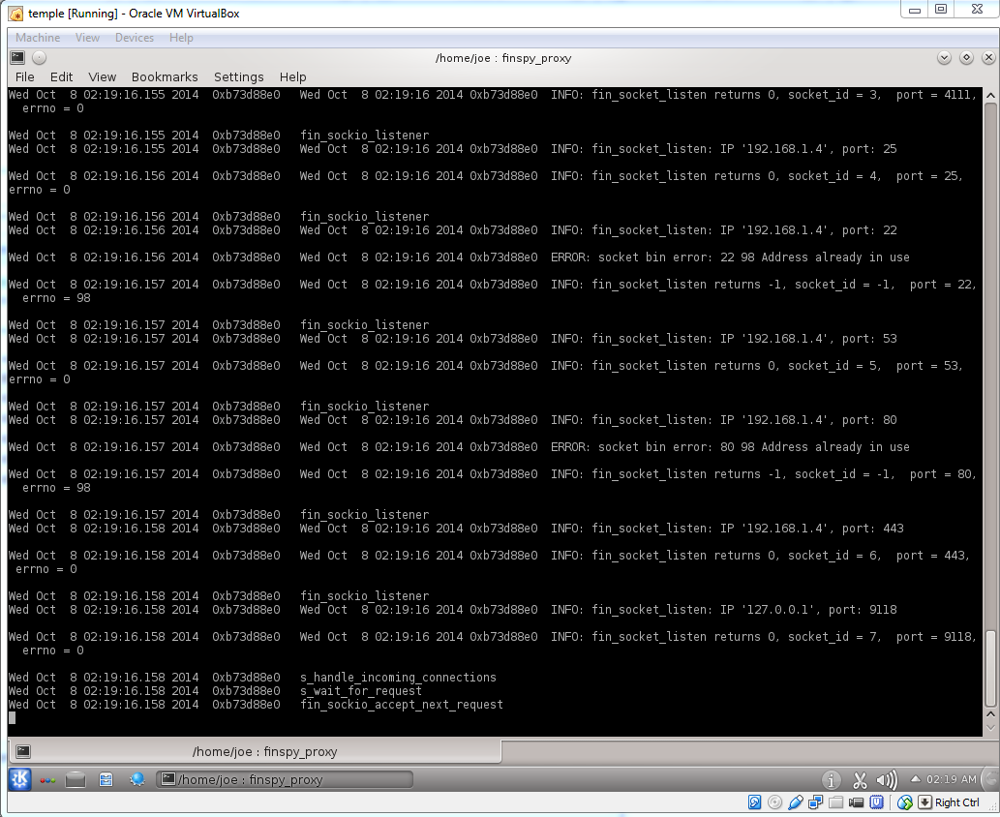 temple [Running] - Oracle VM VirtualBox
Machine View Devices Help
/home/joe : finspy_proxy
File Edit View Bookmarks Settings Help
Wed Oct  8 02:19:16.155 2014  0xb73d88e0   Wed Oct  8 02:19:16 2014 0xb73d88e0  INFO: fin_socket_listen returns 0, socket_id = 3,  port = 4111,
  errno = 0
Wed Oct  8 02:19:16.155 2014  0xb73d88e0   fin_sockio_listener
Wed Oct  8 02:19:16.155 2014  0xb73d88e0   Wed Oct  8 02:19:16 2014 0xb73d88e0  INFO: fin_socket_listen: IP '192.168.1.4', port: 25
Wed Oct  8 02:19:16.156 2014  0xb73d88e0   Wed Oct  8 02:19:16 2014 0xb73d88e0  INFO: fin_socket_listen returns 0, socket_id = 4,  port = 25,
errno = 0
Wed Oct  8 02:19:16.156 2014  0xb73d88e0   fin_sockio_listener
Wed Oct  8 02:19:16.156 2014  0xb73d88e0   Wed Oct  8 02:19:16 2014 0xb73d88e0  INFO: fin_socket_listen: IP '192.168.1.4', port: 22
Wed Oct  8 02:19:16.156 2014  0xb73d88e0   Wed Oct  8 02:19:16 2014 0xb73d88e0  ERROR: socket bin error: 22 98 Address already in use
Wed Oct  8 02:19:16.157 2014  0xb73d88e0   Wed Oct  8 02:19:16 2014 0xb73d88e0  INFO: fin_socket_listen returns -1, socket_id = -1,  port = 22,
  errno = 98
Wed Oct  8 02:19:16.157 2014  0xb73d88e0   fin_sockio_listener
Wed Oct  8 02:19:16.157 2014  0xb73d88e0   Wed Oct  8 02:19:16 2014 0xb73d88e0  INFO: fin_socket_listen: IP '192.168.1.4', port: 53
Wed Oct  8 02:19:16.157 2014  0xb73d88e0   Wed Oct  8 02:19:16 2014 0xb73d88e0  INFO: fin_socket_listen returns 0, socket_id = 5,  port = 53,
errno = 0
Wed Oct  8 02:19:16.157 2014  0xb73d88e0   fin_sockio_listener
Wed Oct  8 02:19:16.157 2014  0xb73d88e0   Wed Oct  8 02:19:16 2014 0xb73d88e0  INFO: fin_socket_listen: IP '192.168.1.4', port: 80
Wed Oct  8 02:19:16.157 2014  0xb73d88e0   Wed Oct  8 02:19:16 2014 0xb73d88e0  ERROR: socket bin error: 80 98 Address already in use
Wed Oct  8 02:19:16.157 2014  0xb73d88e0   Wed Oct  8 02:19:16 2014 0xb73d88e0  INFO: fin_socket_listen returns -1, socket_id = -1,  port = 80,
  errno = 98
Wed Oct  8 02:19:16.157 2014  0xb73d88e0   fin_sockio_listener
Wed Oct  8 02:19:16.158 2014  0xb73d88e0   Wed Oct  8 02:19:16 2014 0xb73d88e0  INFO: fin_socket_listen: IP '192.168.1.4', port: 443
Wed Oct  8 02:19:16.158 2014  0xb73d88e0   Wed Oct  8 02:19:16 2014 0xb73d88e0  INFO: fin_socket_listen returns 0, socket_id = 6,  port = 443,
 errno = 0
Wed Oct  8 02:19:16.158 2014  0xb73d88e0   fin_sockio_listener
Wed Oct  8 02:19:16.158 2014  0xb73d88e0   Wed Oct  8 02:19:16 2014 0xb73d88e0  INFO: fin_socket_listen: IP '127.0.0.1', port: 9118
Wed Oct  8 02:19:16.158 2014  0xb73d88e0   Wed Oct  8 02:19:16 2014 0xb73d88e0  INFO: fin_socket_listen returns 0, socket_id = 7,  port = 9118,
  errno = 0
Wed Oct  8 02:19:16.158 2014  0xb73d88e0   s_handle_incoming_connections
Wed Oct  8 02:19:16.158 2014  0xb73d88e0   s_wait_for_request
Wed Oct  8 02:19:16.158 2014  0xb73d88e0   fin_sockio_accept_next_request
/home/joe : finspy_proxy
/home/joe : finspy_proxy
02:19 AM
Right Ctrl